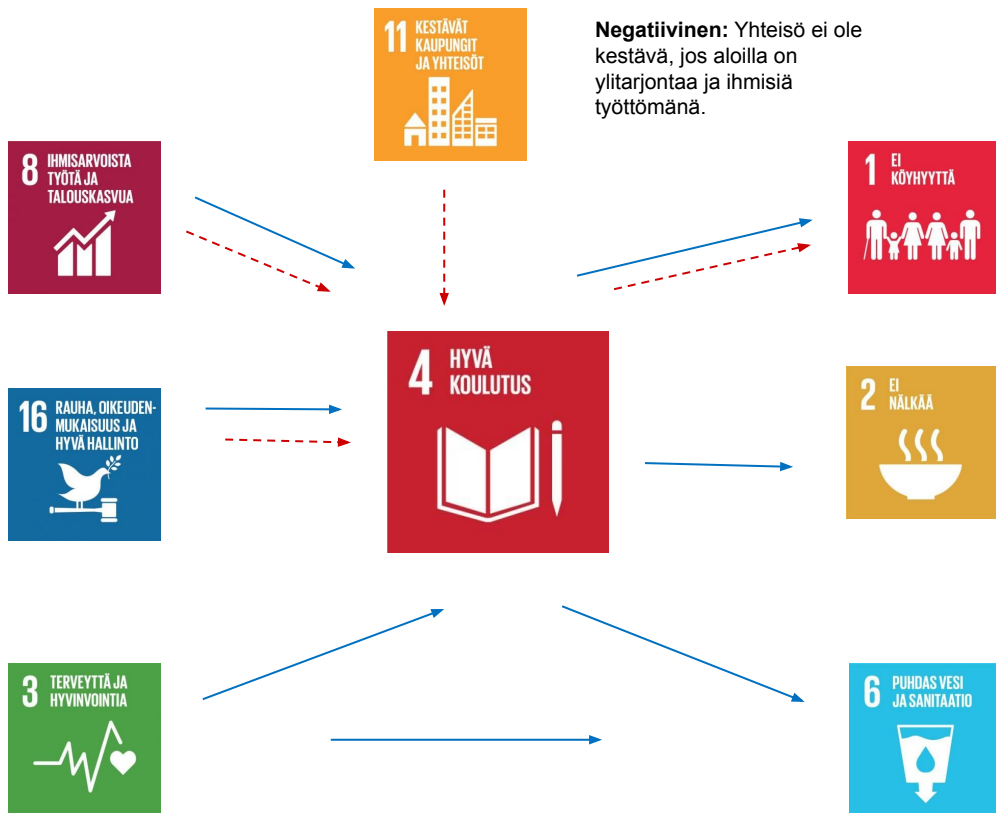 11 KESTÄVÄT
KAUPUNGIT
JA YHTEISÖT
Negatiivinen: Yhteisö ei ole
kestävä, jos aloilla on
ylitarjontaa ja ihmisiä
työttömänä.
8 IHMISARVOISTA
TYÖTÄ JA
TALOUSKASVUA
1 EI
KÖYHYYTTÄ
4 HYVÄ
KOULUTUS
16 RAUHA, OIKEUDEN-
MUKAISUUS JA
HYVÄ HALLINTO
2 EI
NÄLKÄÄ
3 TERVEYTTÄ JA
HYVINVOINTIA
6 PUHDAS VESI
JA SANITAATIO